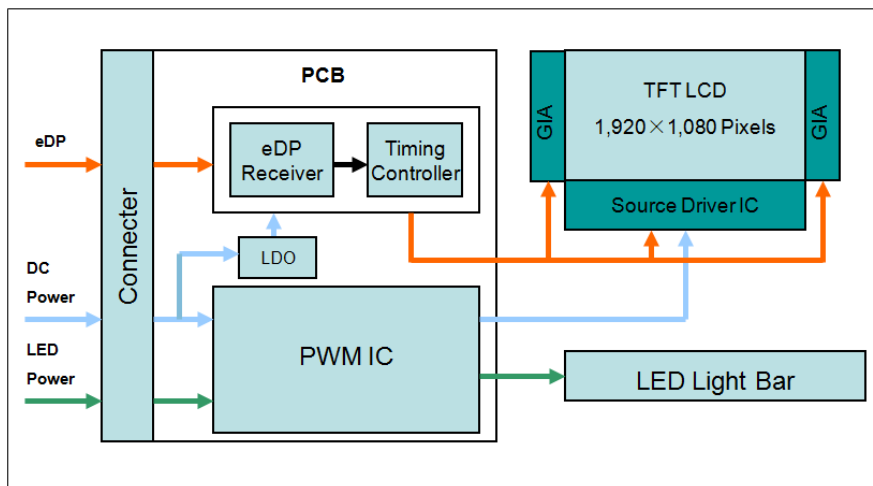 PCB
TFT LCD
1,920×1,080 Pixels
GIA
GIA
eDP
eDP
Receiver
Timing
Controller
Source Driver IC
Connecter
LDO
DC
Power
LED
Power
PWM IC
LED Light Bar